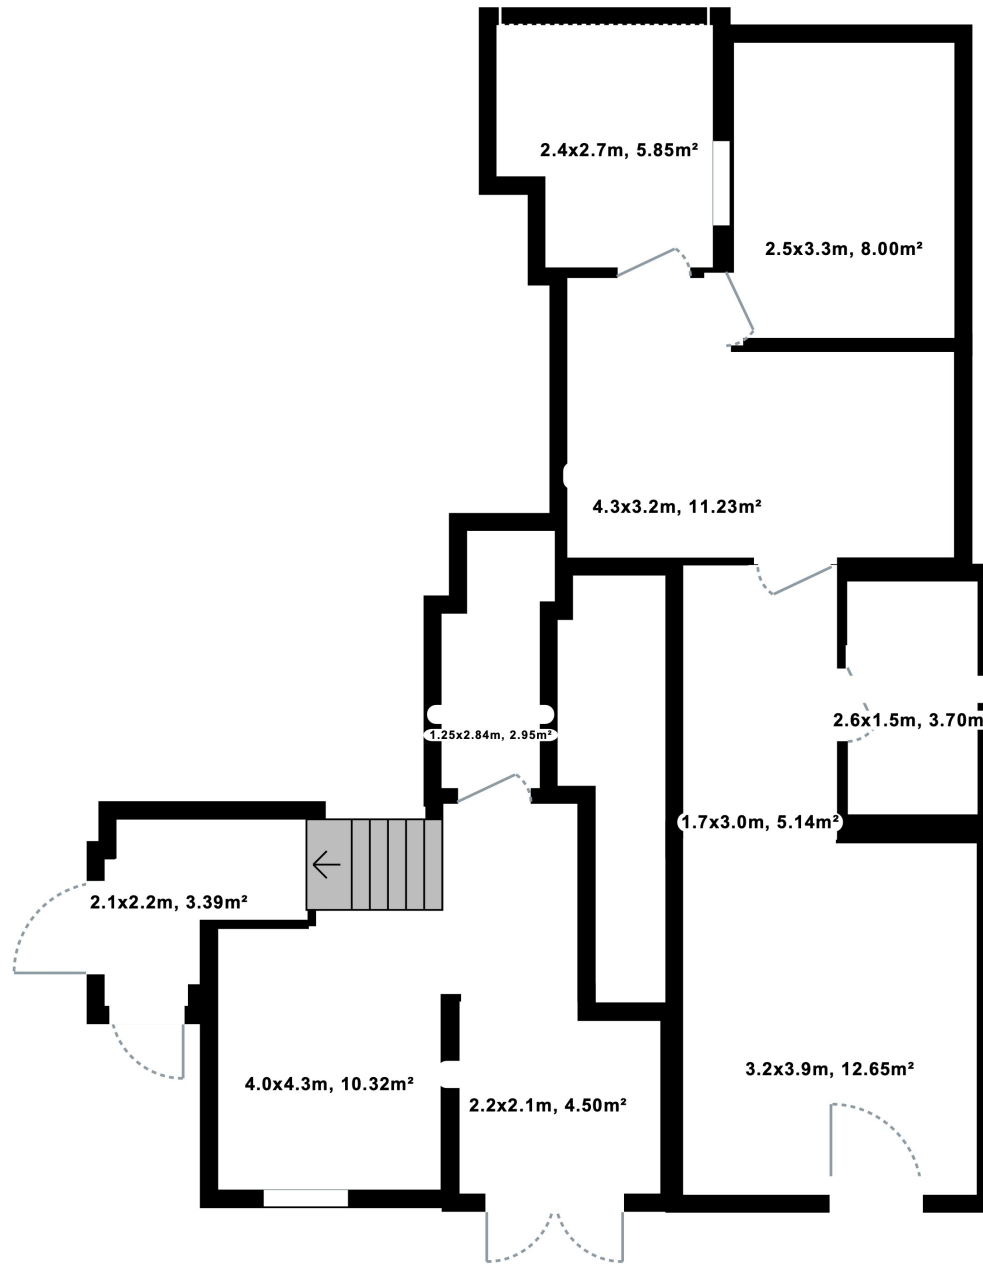 2.4x2.7m, 5.85m²
2.5x3.3m, 8.00m²
4.3x3.2m, 11.23m²
2.6x1.5m, 3.70m
1.25x2.84m, 2.95m²
1.7x3.0m, 5.14m²
2.1x2.2m, 3.39m²
3.2x3.9m, 12.65m²
4.0x4.3m, 10.32m²
2.2x2.1m, 4.50m²